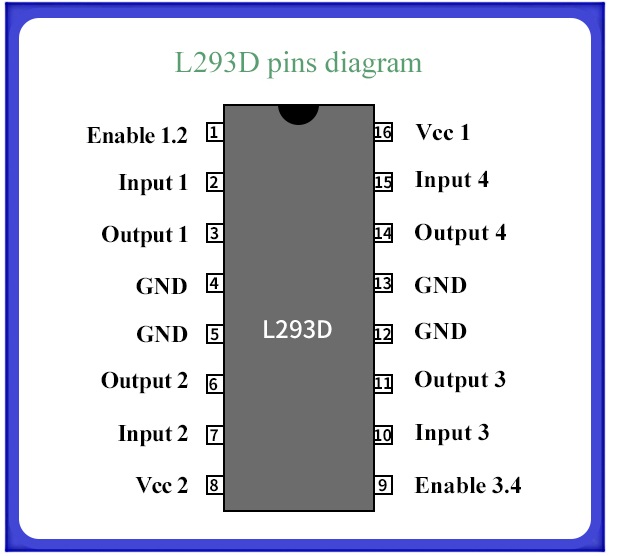 L293D pins diagram
Enable 1.2 1 16 Vcc 1
Input 1 2 15 Input 4
Output 1 3 14 Output 4
GND 4 13 GND
GND 5 12 GND
L293D
Output 2 6 11 Output 3
Input 2 7 10 Input 3
Vcc 2 8 9 Enable 3.4